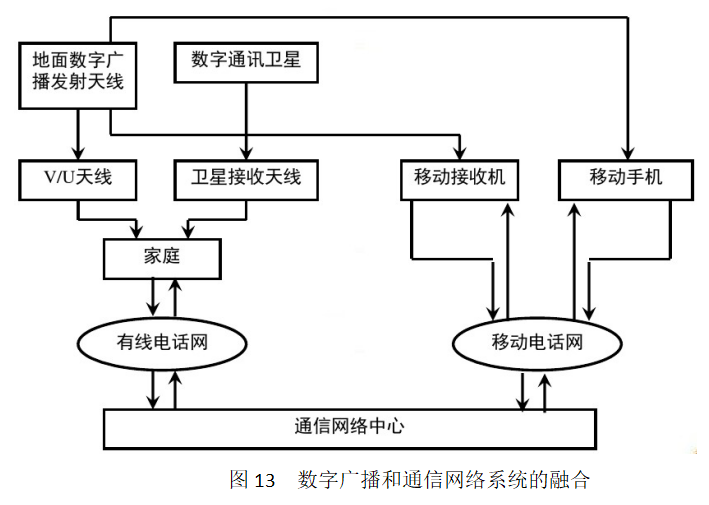 地面数字广
播发射天线
数字通讯卫星
V/U天线
卫星接收天线
移动接收机
移动手机
家庭
有线电话网
移动电话网
通信网络中心
图 13 数字广播和通信网络系统的融合